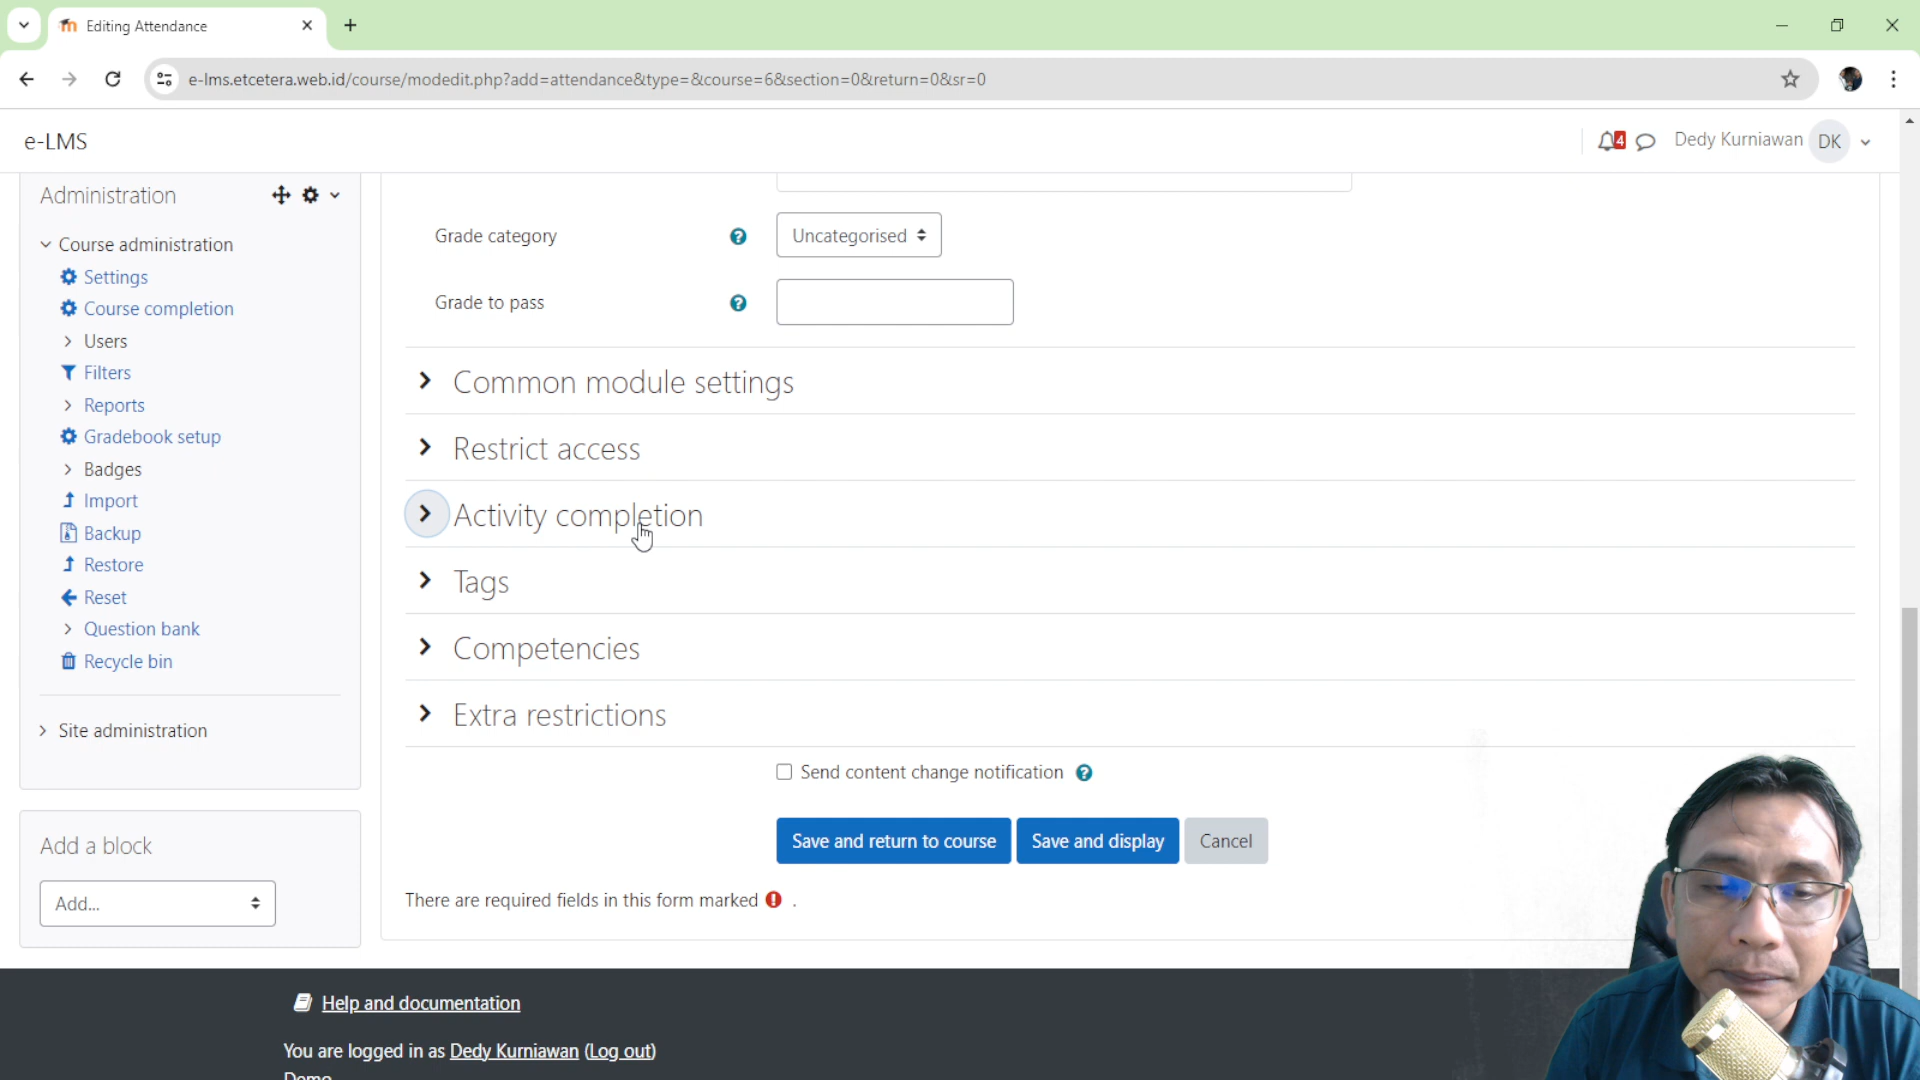 Editing Attendance
e-lms.etcetera.web.id/course/modedit.php?add=attendance&type=&course=6&section=0&return=0&sr=0
e-LMS
4
Dedy Kurniawan DK
Administration
Course administration
Settings
Course completion
Users
Filters
Reports
Gradebook setup
Badges
Import
Backup
Restore
Reset
Question bank
Recycle bin
Site administration
Add a block
Add...
Grade category ? Uncategorised
Grade to pass ?
Common module settings
Restrict access
Activity completion
Tags
Competencies
Extra restrictions
Send content change notification ?
Save and return to course Save and display Cancel
There are required fields in this form marked ! .
Help and documentation
You are logged in as Dedy Kurniawan (Log out)
Demo